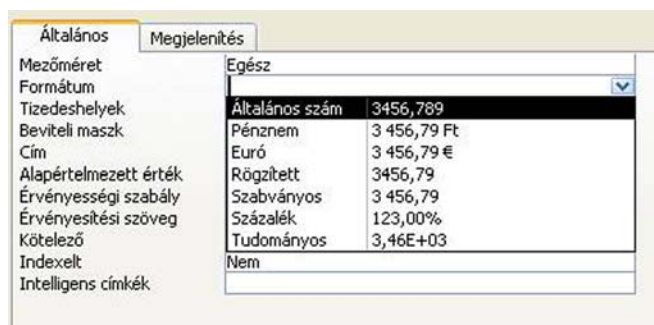 Általános Megjelenítés
Mezőméret Egész
Formátum
Tizedeshelyek Általános szám 3456,789
Beviteli maszk Pénznem 3 456,79 Ft
Cím Euró 3 456,79 €
Alapértelmezett érték Rögzített 3456,79
Érvényességi szabály Szabványos 3 456,79
Érvényesítési szöveg Százalék 123,00%
Kötelező Tudományos 3,46E+03
Indexelt Nem
Intelligens címkék